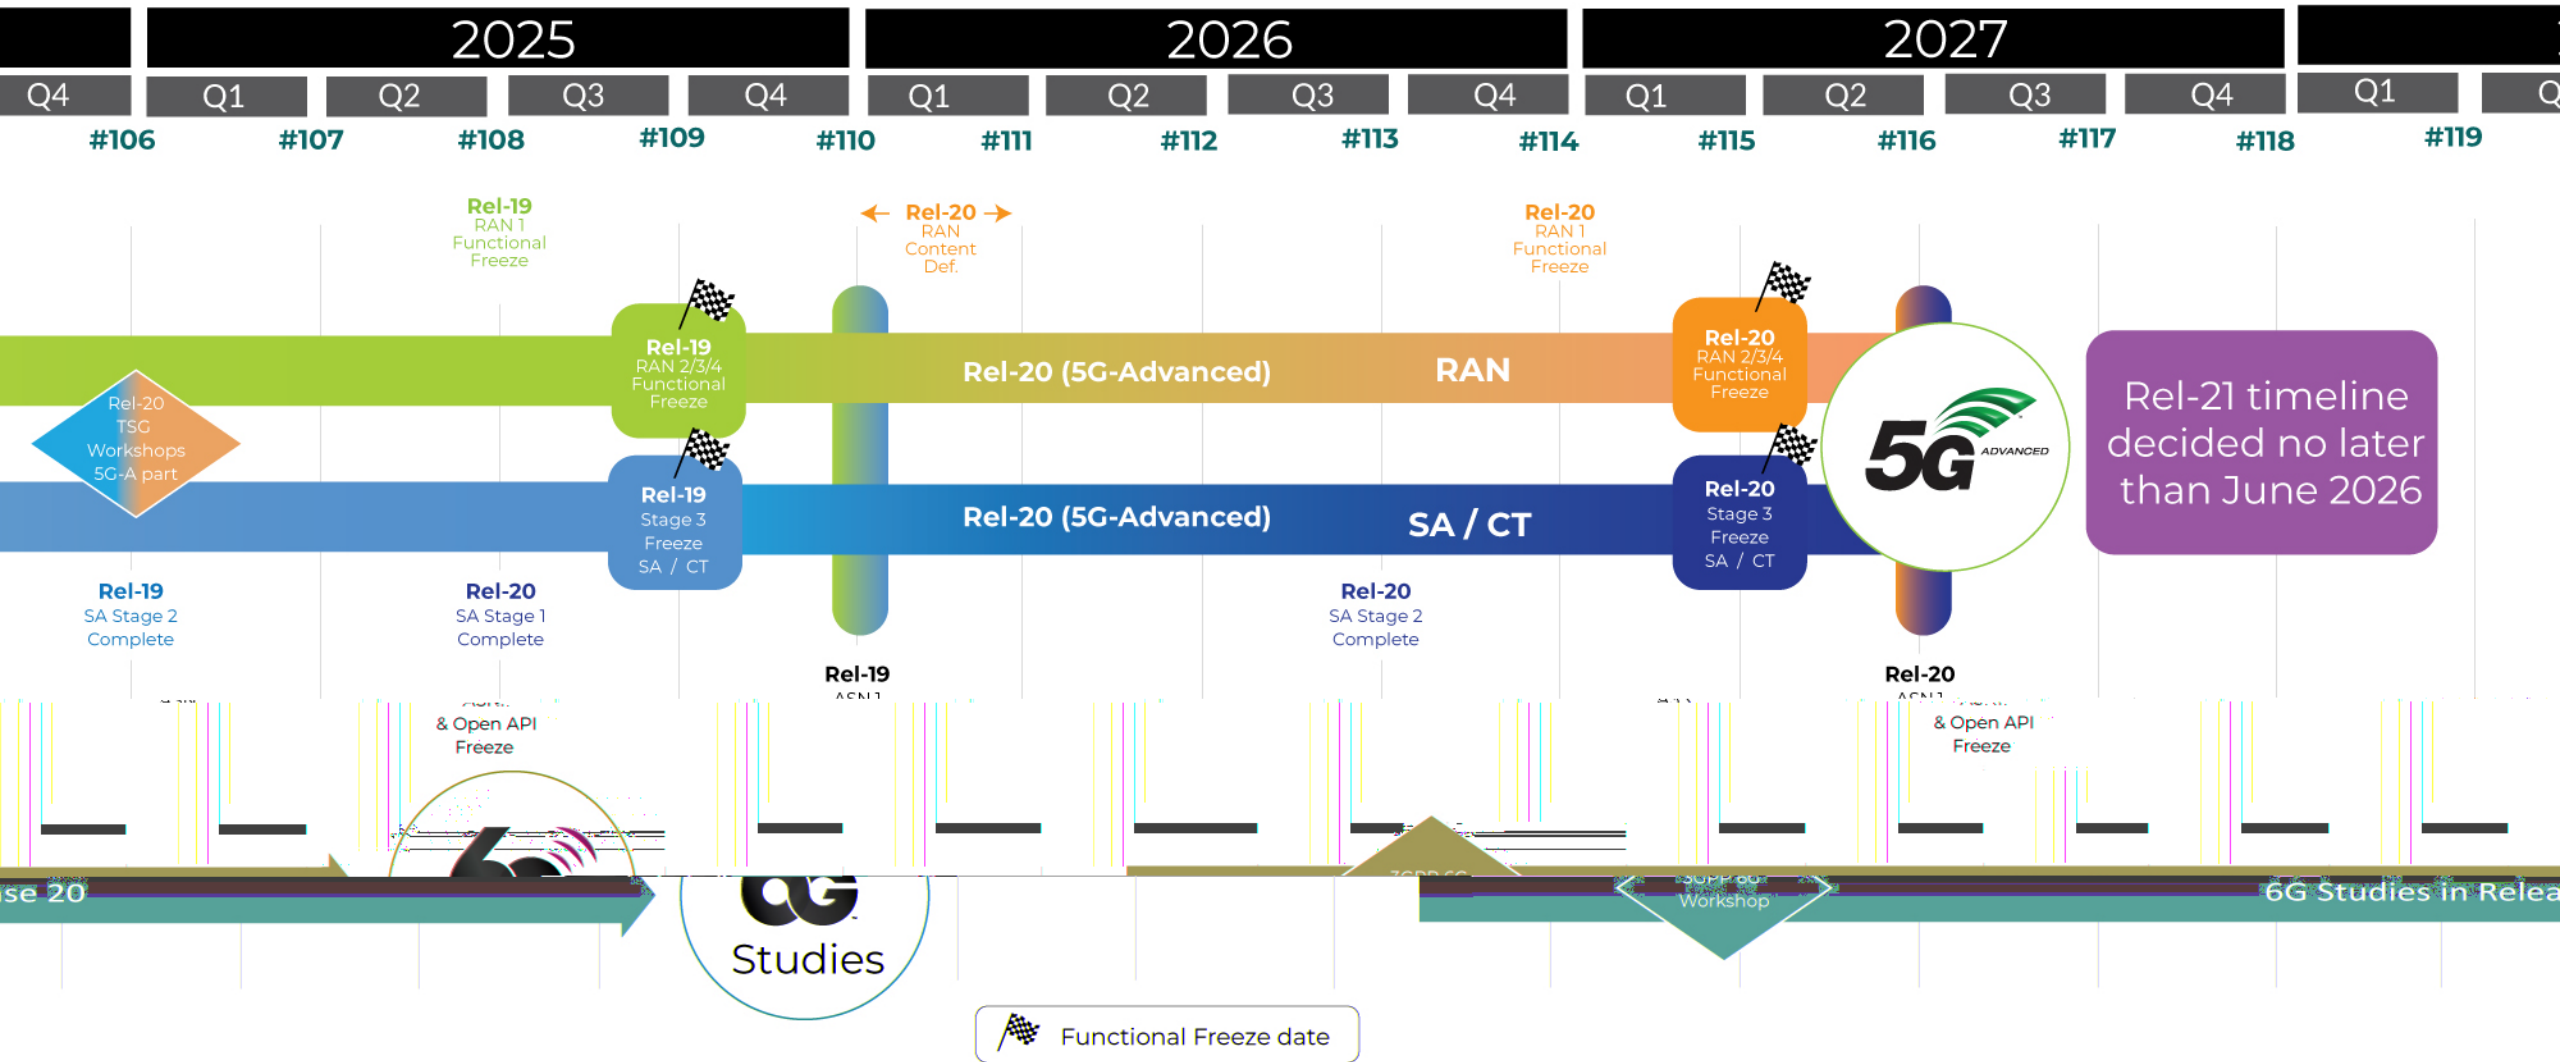 2025
2026
2027
Q4 Q1 Q2 Q3 Q4 Q1 Q2 Q3 Q4 Q1 Q2 Q3 Q4 Q1
#106 #107 #108 #109 #110 #111 #112 #113 #114 #115 #116 #117 #118 #119
Rel-19
RAN 1
Functional
Freeze
Rel-20
RAN
Content
Def.
Rel-20
RAN 1
Functional
Freeze
Rel-19
RAN 2/3/4
Functional
Freeze
Rel-20 (5G-Advanced)
RAN
Rel-20
RAN 2/3/4
Functional
Freeze
Rel-20
TSG
Workshops
5G-A part
5G
ADVANCED
Rel-21 timeline
decided no later
than June 2026
Rel-19
Stage 3
Freeze
SA / CT
Rel-20 (5G-Advanced)
SA / CT
Rel-20
Stage 3
Freeze
SA / CT
Rel-19
SA Stage 2
Complete
Rel-20
SA Stage 1
Complete
Rel-20
SA Stage 2
Complete
Rel-19
Rel-20
& Open API
Freeze
& Open API
Freeze
20
Workshop
6G Studies in
Studies
Functional Freeze date